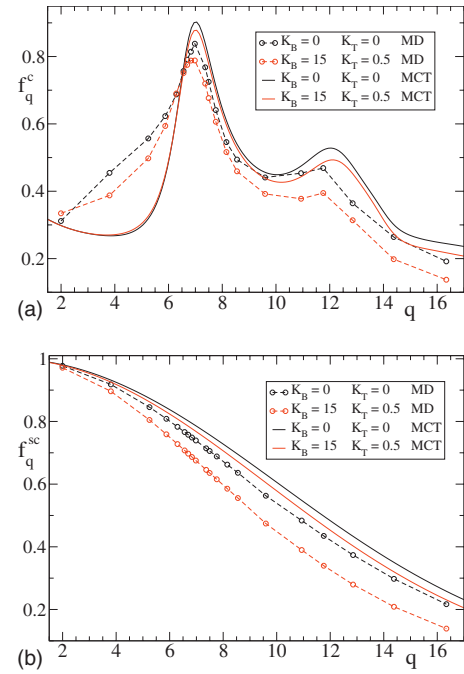 1
0.8
0.6
0.4
0.2
0
f_q^c
K_B = 0 K_T = 0 MD
K_B = 15 K_T = 0.5 MD
K_B = 0 K_T = 0 MCT
K_B = 15 K_T = 0.5 MCT
2 4 6 8 10 12 14 16
(a)
q
1
0.8
0.6
0.4
0.2
f_q^sc
K_B = 0 K_T = 0 MD
K_B = 15 K_T = 0.5 MD
K_B = 0 K_T = 0 MCT
K_B = 15 K_T = 0.5 MCT
2 4 6 8 10 12 14 16
(b)
q